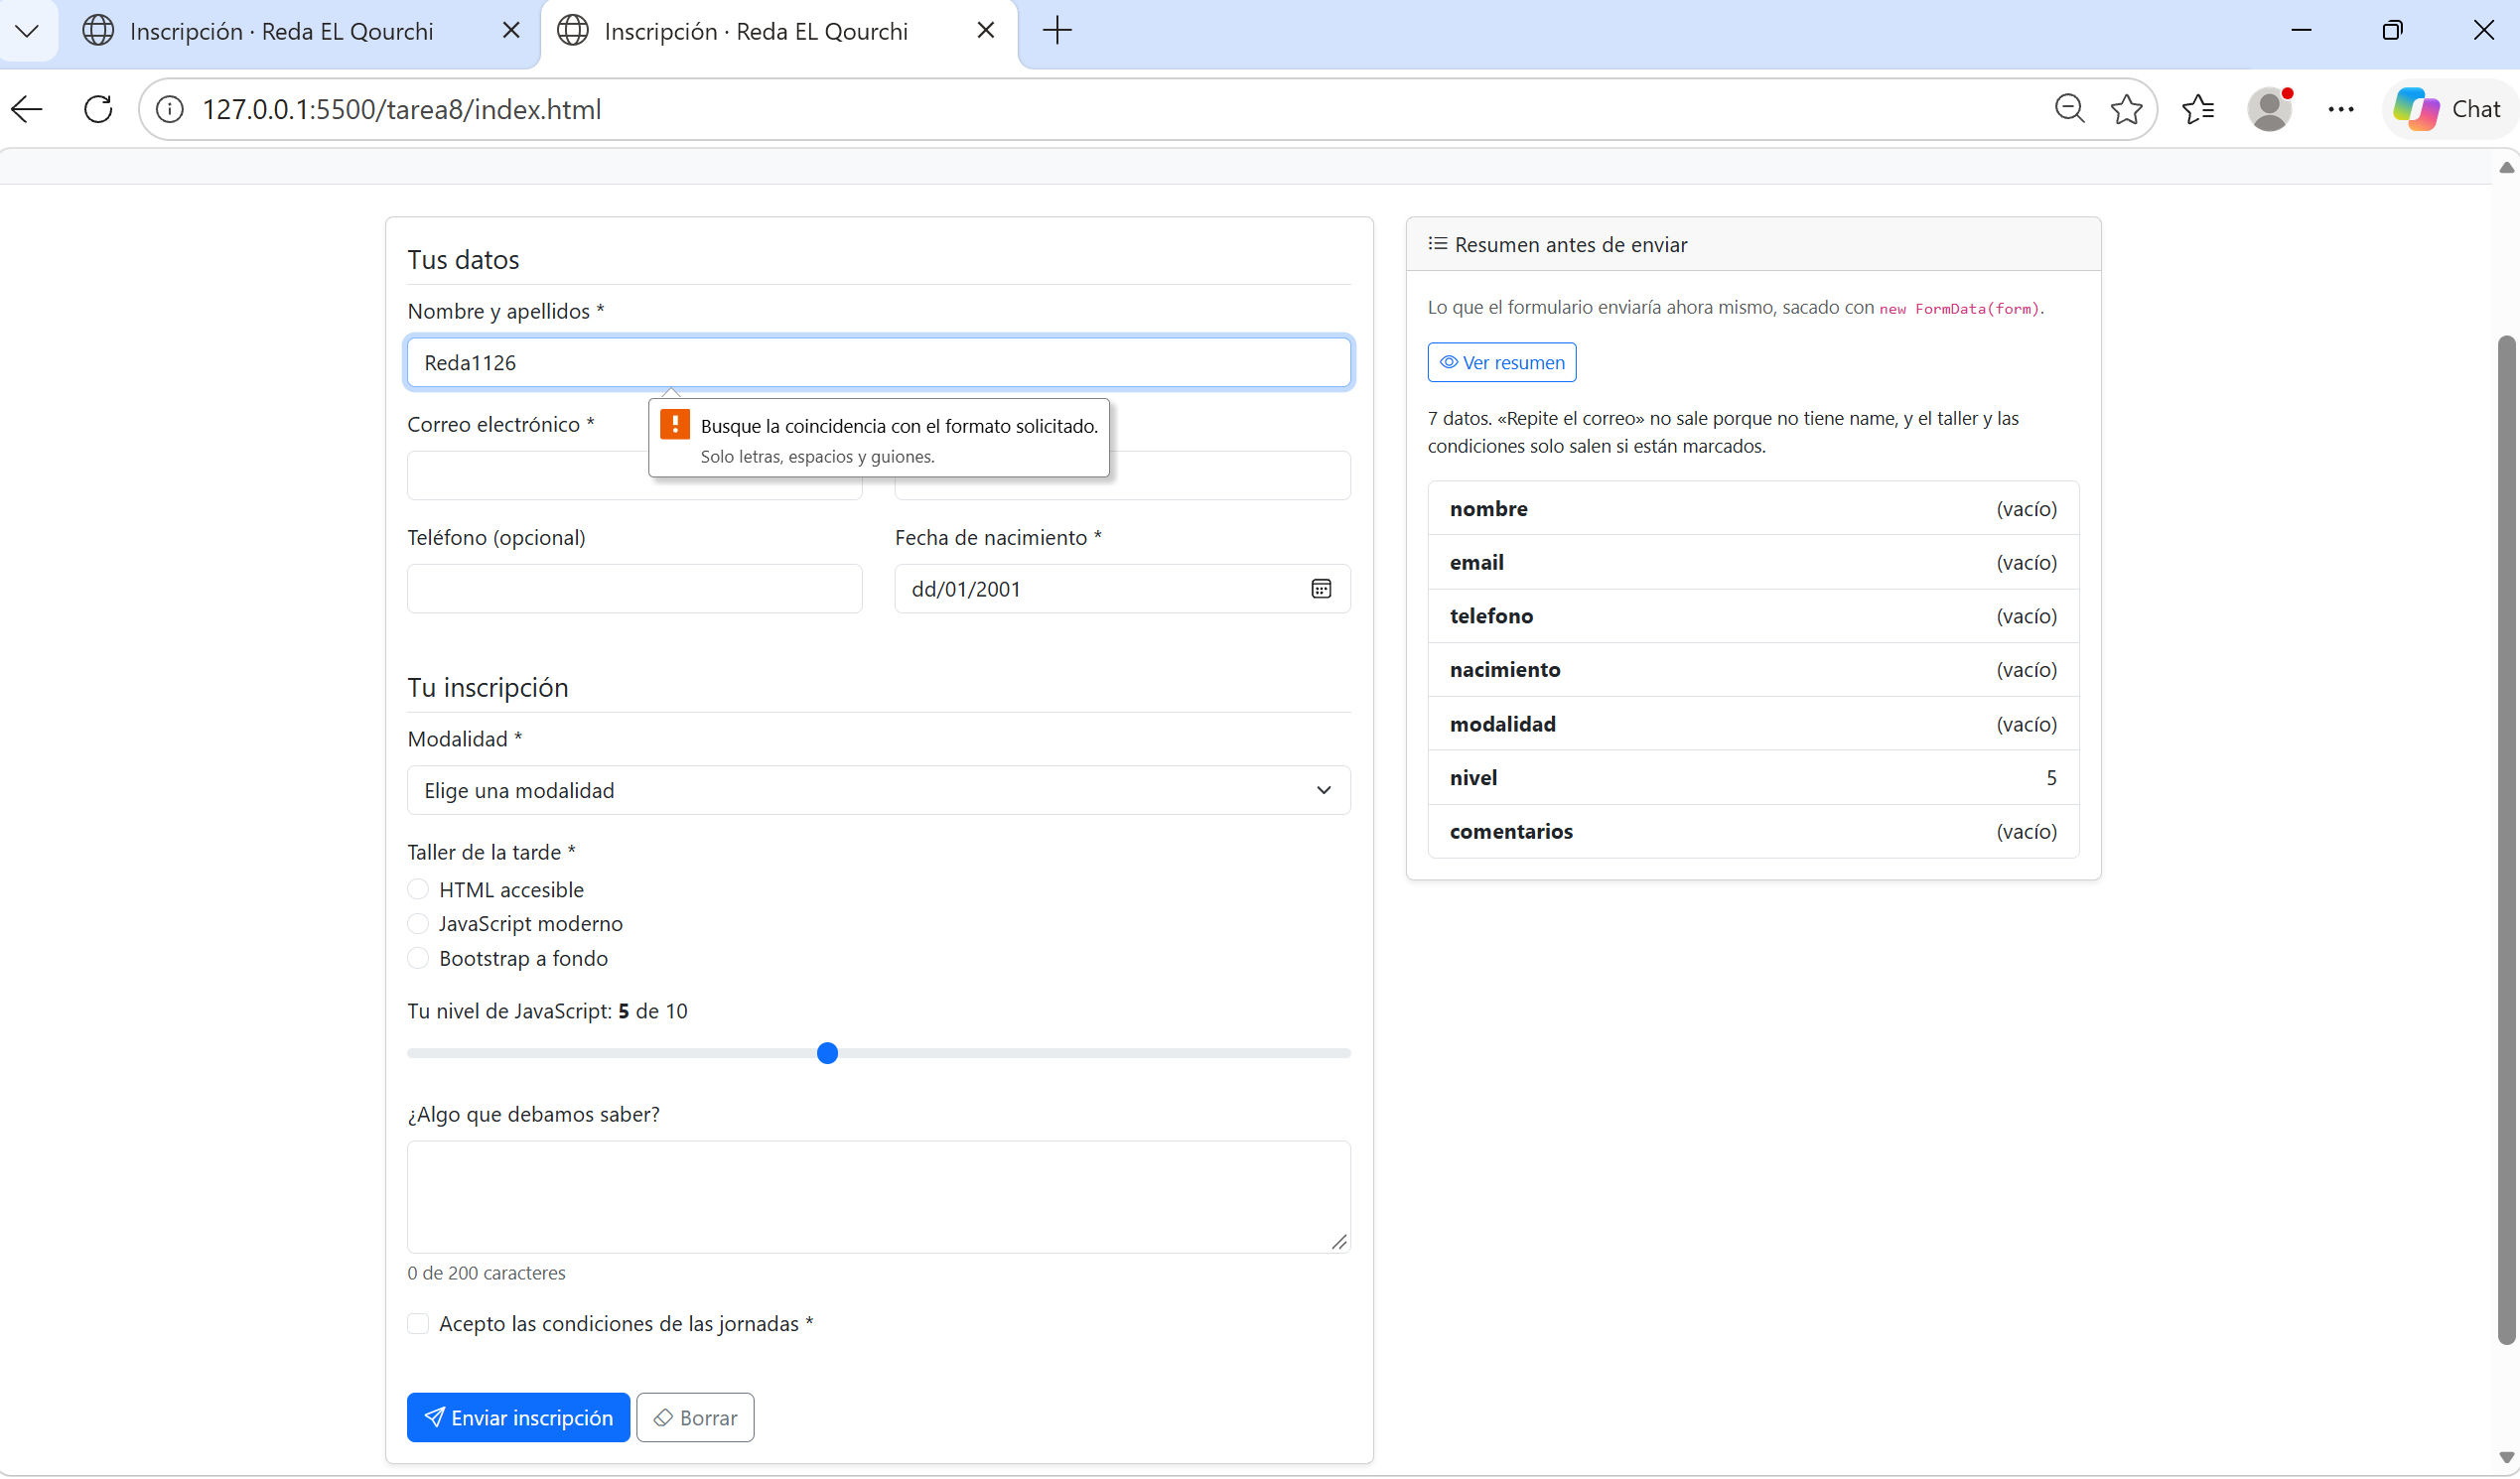 Inscripción · Reda EL Qourchi
Inscripción · Reda EL Qourchi
127.0.0.1:5500/tarea8/index.html
Chat
Tus datos
Nombre y apellidos *
Reda1126
Busque la coincidencia con el formato solicitado.
Solo letras, espacios y guiones.
Correo electrónico *
Teléfono (opcional)
Fecha de nacimiento *
dd/01/2001
Tu inscripción
Modalidad *
Elige una modalidad
Taller de la tarde *
HTML accesible
JavaScript moderno
Bootstrap a fondo
Tu nivel de JavaScript: 5 de 10
¿Algo que debamos saber?
0 de 200 caracteres
Acepto las condiciones de las jornadas *
Enviar inscripción
Borrar
Resumen antes de enviar
Lo que el formulario enviaría ahora mismo, sacado con new FormData(form).
Ver resumen
7 datos. «Repite el correo» no sale porque no tiene name, y el taller y las
condiciones solo salen si están marcados.
nombre (vacío)
email (vacío)
telefono (vacío)
nacimiento (vacío)
modalidad (vacío)
nivel 5
comentarios (vacío)